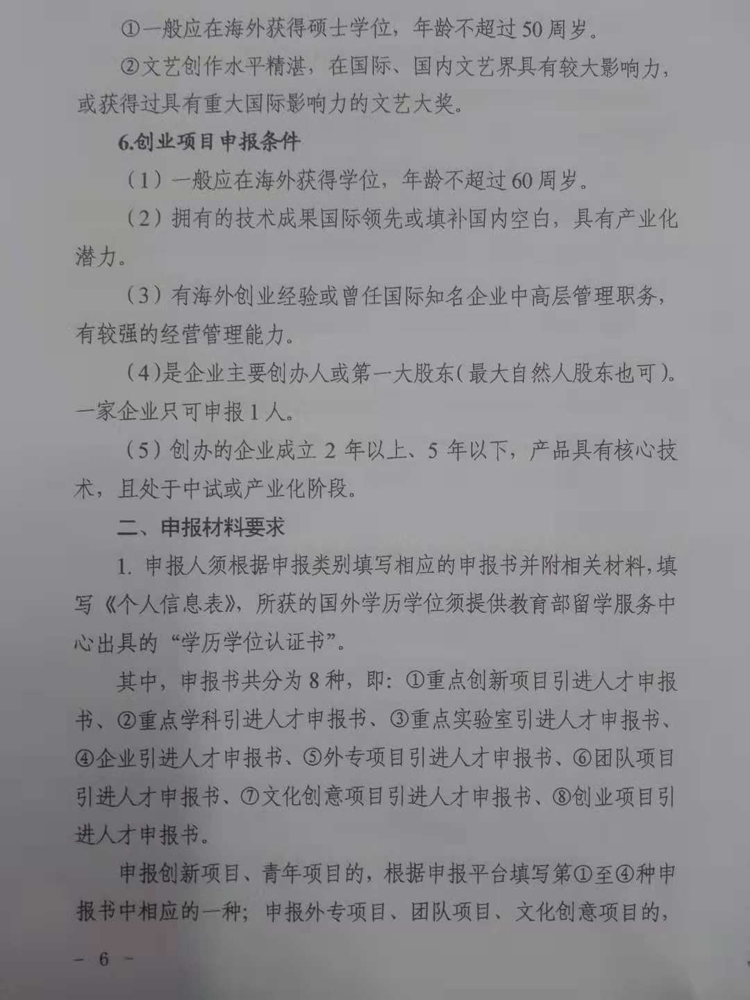 ①一般应在海外获得硕士学位，年龄不超过 50 周岁。
②文艺创作水平精湛，在国际、国内文艺界具有较大影响力，
或获得过具有重大国际影响力的文艺大奖。
6.创业项目申报条件
（1）一般应在海外获得学位，年龄不超过 60 周岁。
（2）拥有的技术成果国际领先或填补国内空白，具有产业化
潜力。
（3）有海外创业经验或曾任国际知名企业中高层管理职务，
有较强的经营管理能力。
（4）是企业主要创办人或第一大股东（最大自然人股东也可）。
一家企业只可申报 1 人。
（5）创办的企业成立 2 年以上、5 年以下，产品具有核心技
术，且处于中试或产业化阶段。
二、申报材料要求
1. 申报人须根据申报类别填写相应的申报书并附相关材料，填
写《个人信息表》，所获的国外学历学位须提供教育部留学服务中
心出具的“学历学位认证书”。
其中，申报书共分为 8 种，即：①重点创新项目引进人才申报
书、②重点学科引进人才申报书、③重点实验室引进人才申报书、
④企业引进人才申报书、⑤外专项目引进人才申报书、⑥团队项目
引进人才申报书、⑦文化创意项目引进人才申报书、⑧创业项目引
进人才申报书。
申报创新项目、青年项目的，根据申报平台填写第①至④种申
报书中相应的一种；申报外专项目、团队项目、文化创意项目的，
– 6 –